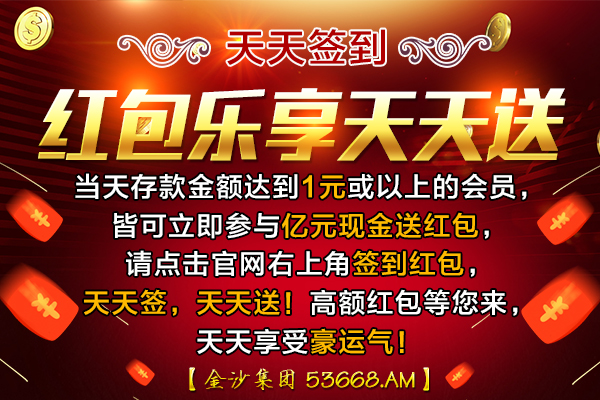 天天签到
红包乐享天天送
当天存款金额达到1元或以上的会员，
皆可立即参与亿元现金送红包，
请点击官网右上角签到红包，
天天签，天天送！高额红包等您来，
天天享受豪运气！
【金沙集团 53668.AM】